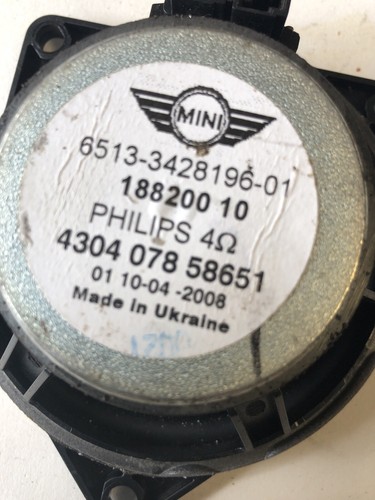 MINI
6513-3428196-01
188200 10
PHILIPS 4Ω
4304 078 58651
01 10-04 -2008
Made in Ukraine